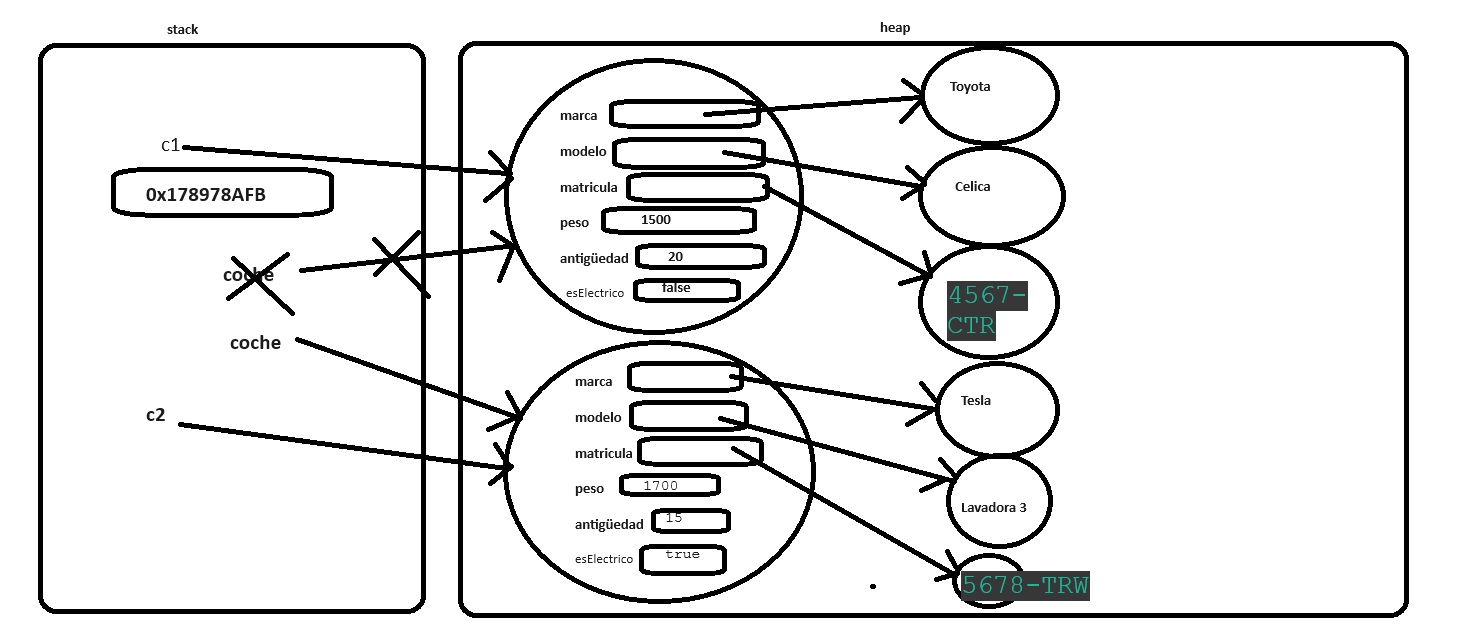 stack
heap
c1
0x178978AFB
coche
coche
c2
marca
modelo
matricula
peso 1500
antigüedad 20
esElectrico false
Toyota
Celica
4567-
CTR
marca
modelo
matricula
peso 1700
antigüedad 15
esElectrico true
Tesla
Lavadora 3
5678-TRW